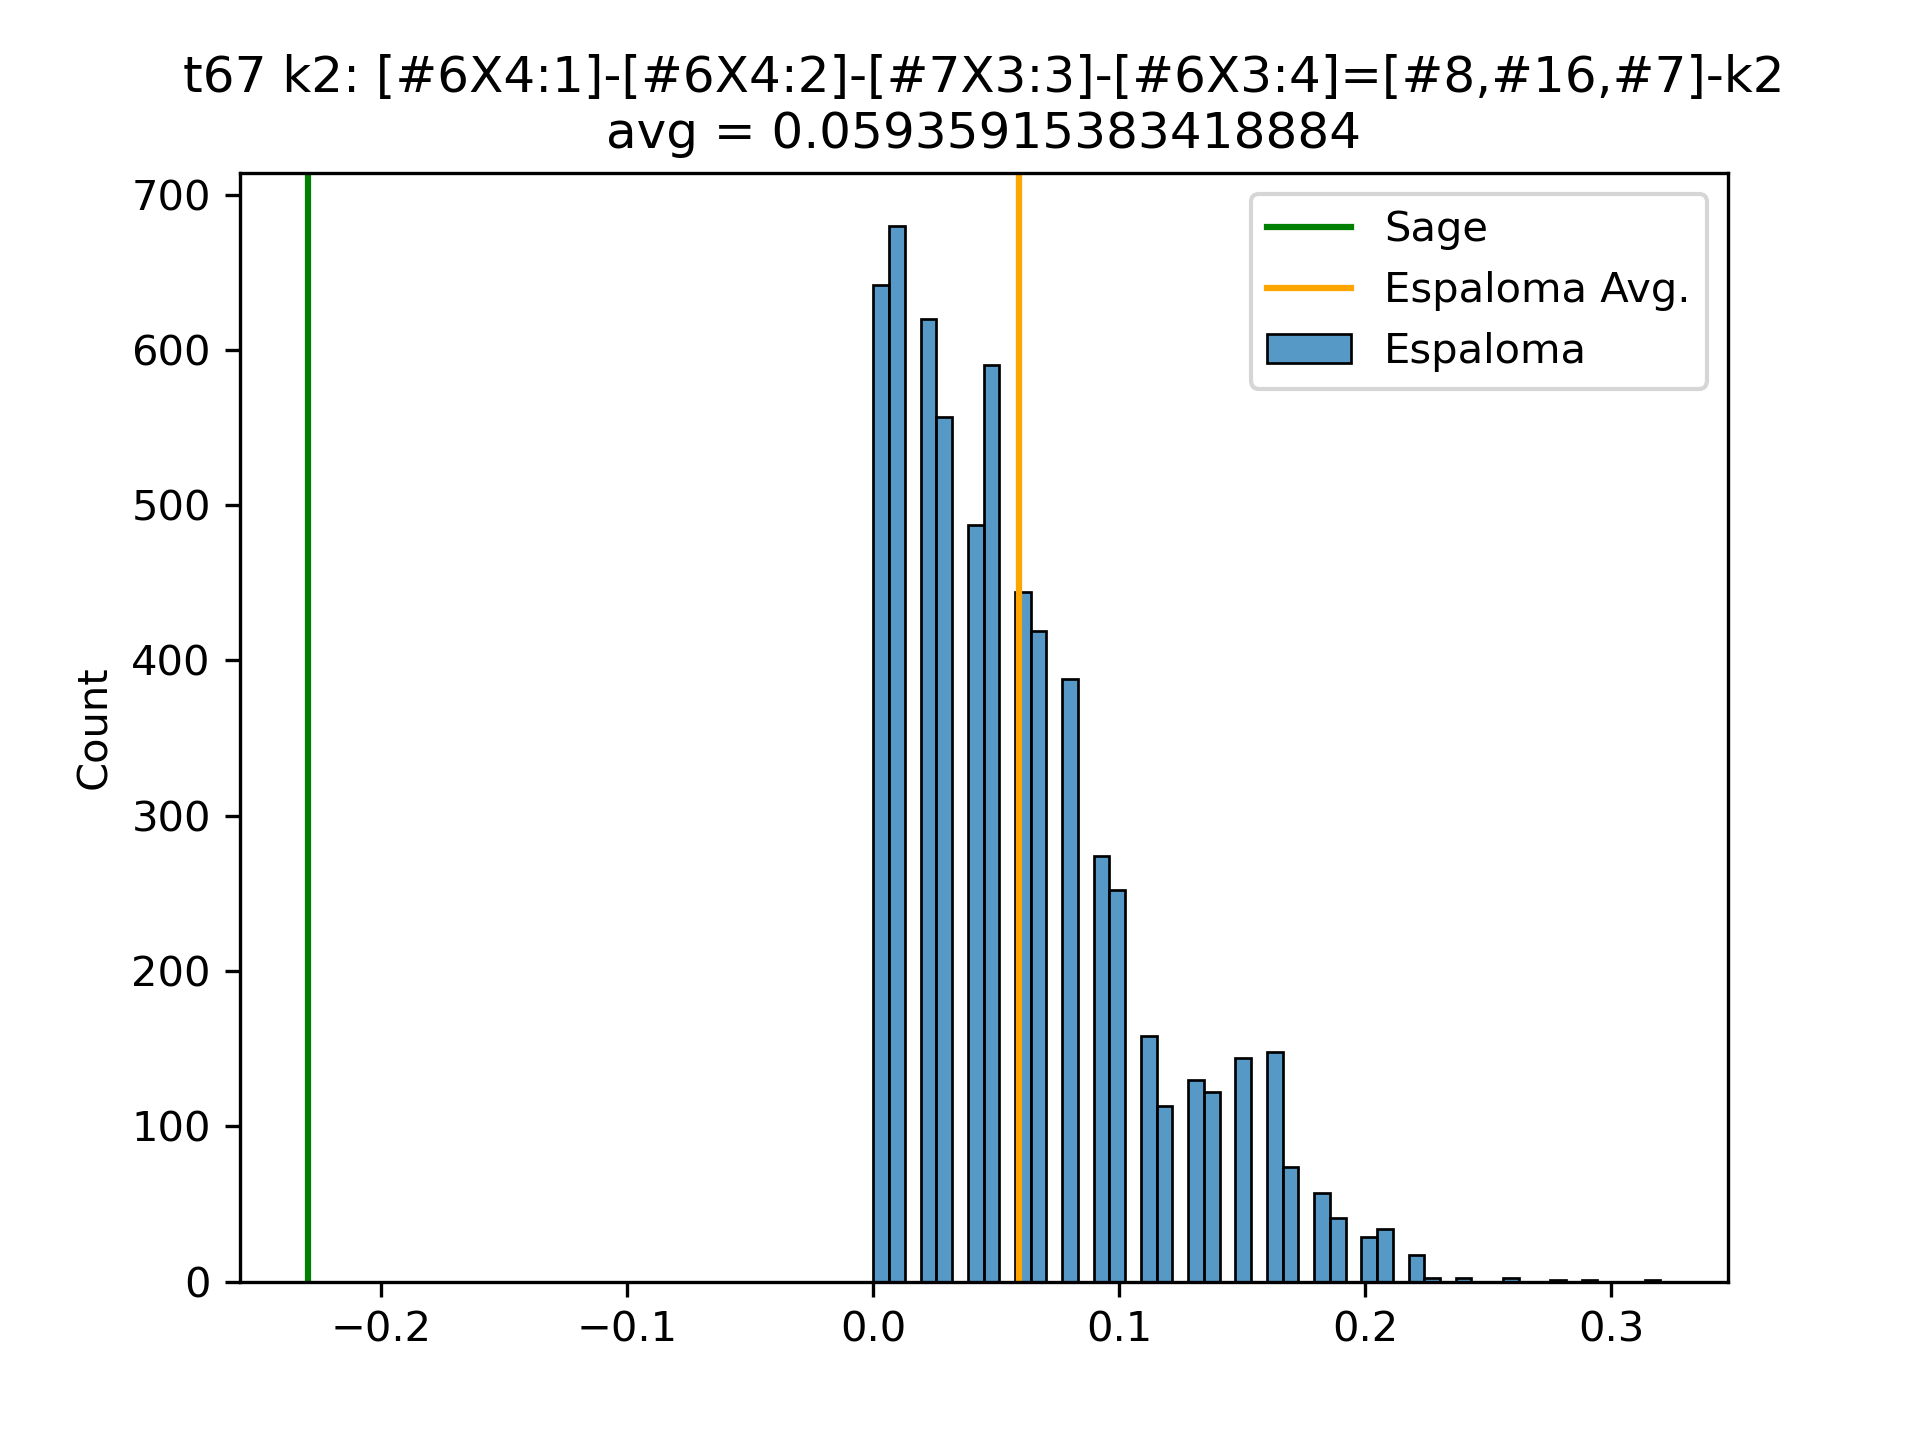 t67 k2: [#6X4:1]-[#6X4:2]-[#7X3:3]-[#6X3:4]=[#8,#16,#7]-k2
avg = 0.05935915383418884
Sage
Espaloma Avg.
Espaloma
Count
700
600
500
400
300
200
100
0
−0.2
−0.1
0.0
0.1
0.2
0.3